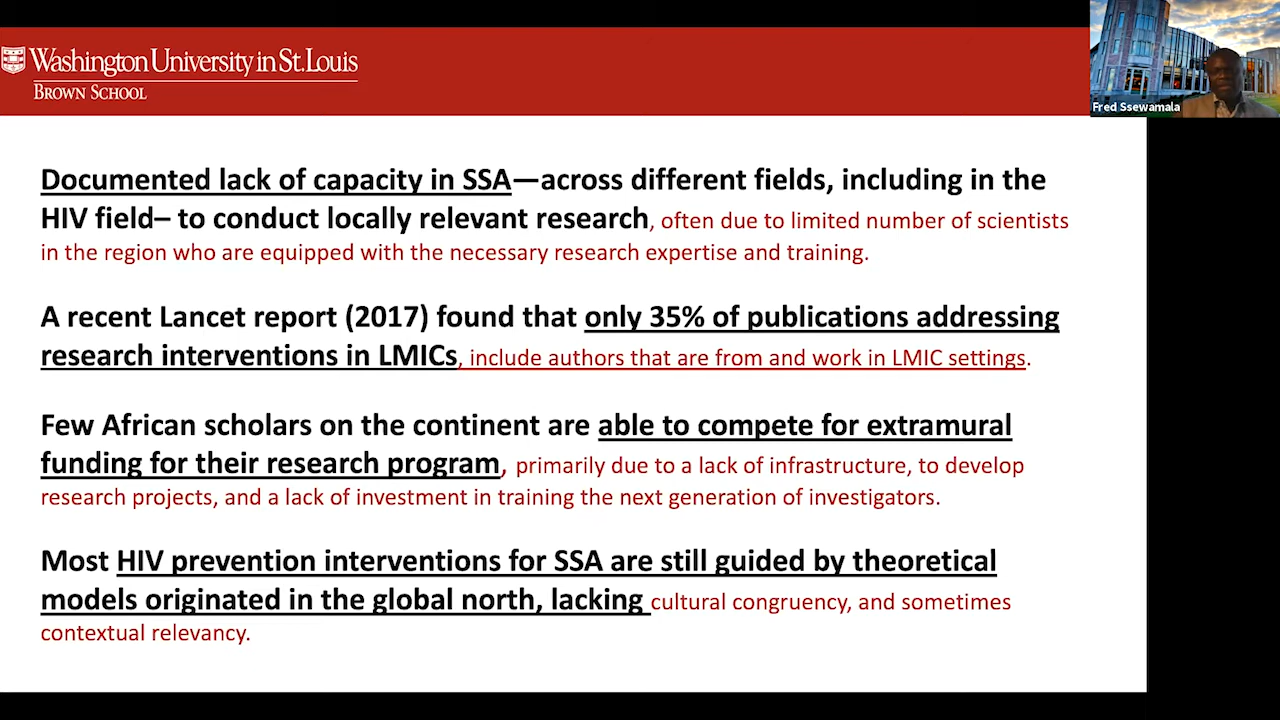 Washington University in St. Louis
BROWN SCHOOL
Fred Ssewamala
Documented lack of capacity in SSA—across different fields, including in the
HIV field– to conduct locally relevant research, often due to limited number of scientists
in the region who are equipped with the necessary research expertise and training.
A recent Lancet report (2017) found that only 35% of publications addressing
research interventions in LMICs, include authors that are from and work in LMIC settings.
Few African scholars on the continent are able to compete for extramural
funding for their research program, primarily due to a lack of infrastructure, to develop
research projects, and a lack of investment in training the next generation of investigators.
Most HIV prevention interventions for SSA are still guided by theoretical
models originated in the global north, lacking cultural congruency, and sometimes
contextual relevancy.